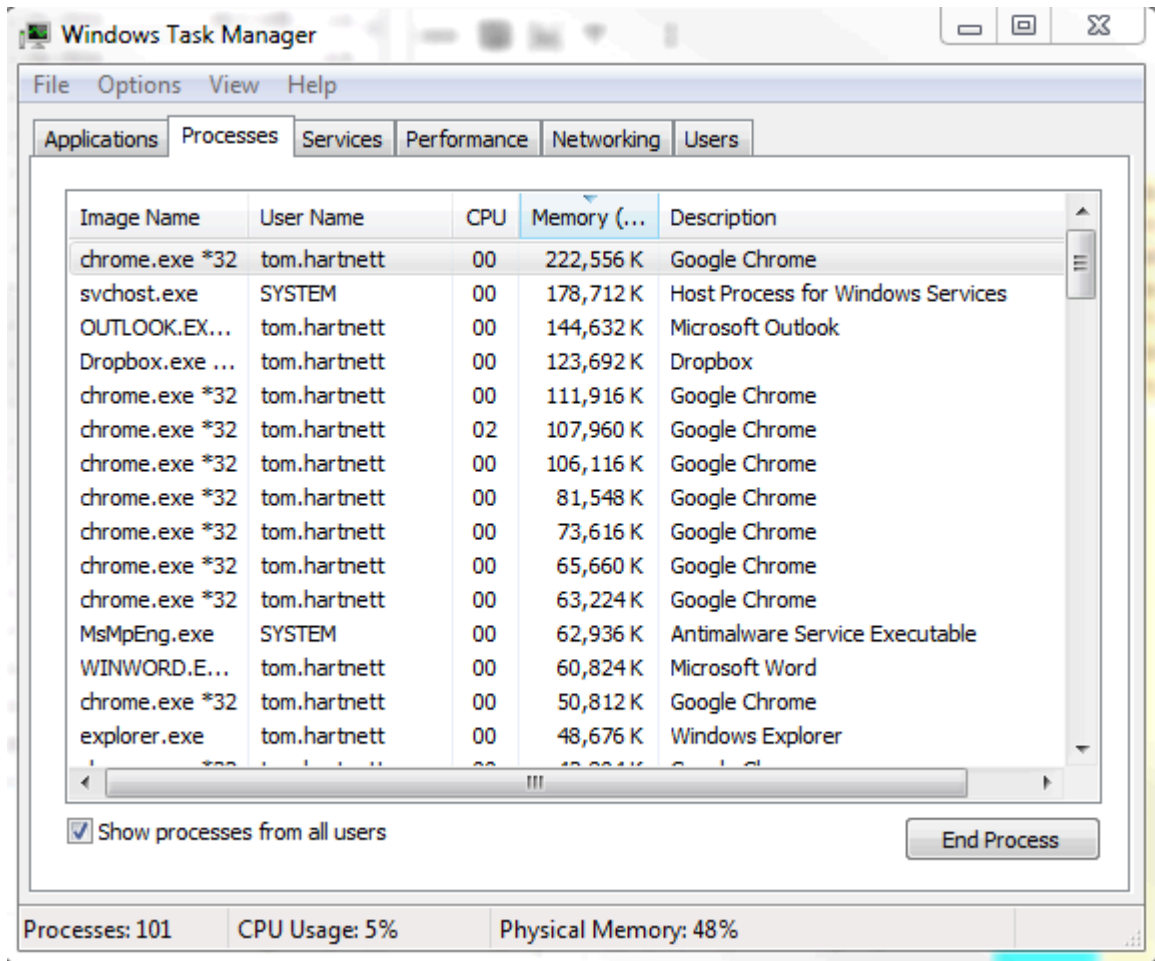 Windows Task Manager
File Options View Help
Applications Processes Services Performance Networking Users
Image Name User Name CPU Memory (... Description
chrome.exe *32 tom.hartnett 00 222,556 K Google Chrome
svchost.exe SYSTEM 00 178,712 K Host Process for Windows Services
OUTLOOK.EX... tom.hartnett 00 144,632 K Microsoft Outlook
Dropbox.exe ... tom.hartnett 00 123,692 K Dropbox
chrome.exe *32 tom.hartnett 00 111,916 K Google Chrome
chrome.exe *32 tom.hartnett 02 107,960 K Google Chrome
chrome.exe *32 tom.hartnett 00 106,116 K Google Chrome
chrome.exe *32 tom.hartnett 00 81,548 K Google Chrome
chrome.exe *32 tom.hartnett 00 73,616 K Google Chrome
chrome.exe *32 tom.hartnett 00 65,660 K Google Chrome
chrome.exe *32 tom.hartnett 00 63,224 K Google Chrome
MsMpEng.exe SYSTEM 00 62,936 K Antimalware Service Executable
WINWORD.E... tom.hartnett 00 60,824 K Microsoft Word
chrome.exe *32 tom.hartnett 00 50,812 K Google Chrome
explorer.exe tom.hartnett 00 48,676 K Windows Explorer
Show processes from all users
End Process
Processes: 101 CPU Usage: 5% Physical Memory: 48%